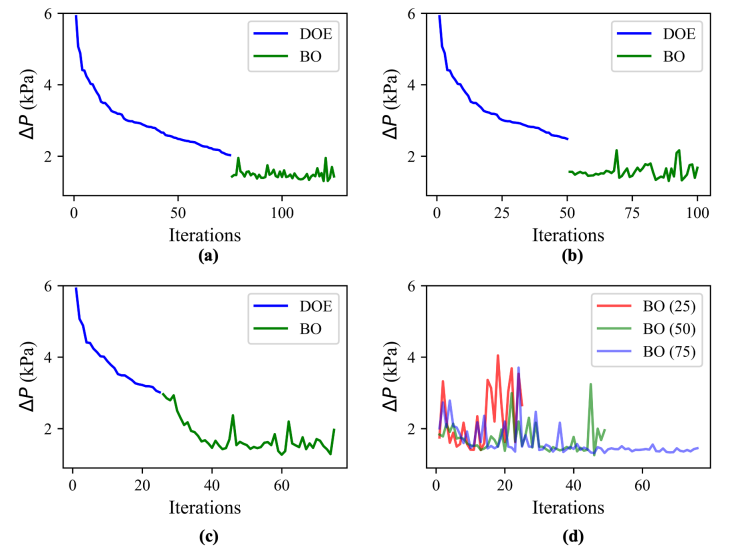 6
4
2
ΔP (kPa)
DOE
BO
0
50
100
Iterations
(a)
6
4
2
ΔP (kPa)
DOE
BO
0
25
50
75
100
Iterations
(b)
6
4
2
ΔP (kPa)
DOE
BO
0
20
40
60
Iterations
(c)
6
4
2
ΔP (kPa)
BO (25)
BO (50)
BO (75)
0
20
40
60
Iterations
(d)